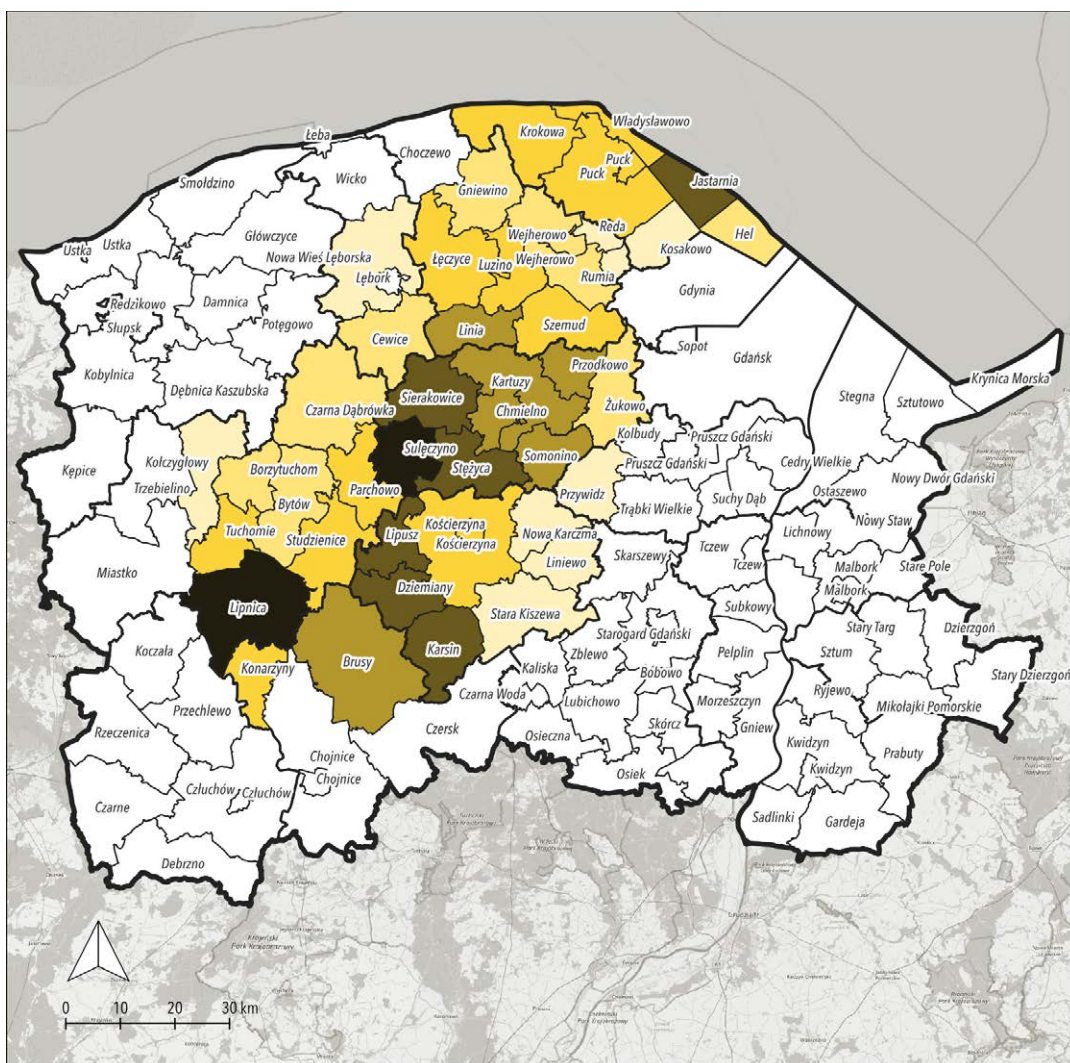 Łeba
Choczewo
Krokowa
Władysławowo
Puck
Puck
Jastarnia
Smołdzino
Wicko
Gniewino
Hel
Ustka
Ustka
Główczyce
Nowa Wieś Lęborska
Lębork
Łęczyce
Wejherowo
Wejherowo
Luzino
Reda
Rumia
Kosakowo
Gdynia
Redzikowo
Słupsk
Damnica
Potęgowo
Cewice
Linia
Szemud
Sopot
Gdańsk
Krynica Morska
Kobylnica
Dębnica Kaszubska
Sierakowice
Kartuzy
Przodkowo
Chmielno
Żukowo
Stegna
Sztutowo
Czarna Dąbrówka
Kępice
Kołczygłowy
Trzebielino
Borzytuchom
Bytów
Parchowo
Sulęczyno
Stężyca
Somonino
Kolbudy
Pruszcz Gdański
Pruszcz Gdański
Cedry Wielkie
Suchy Dąb
Ostaszewo
Nowy Dwór Gdański
Przywidz
Trąbki Wielkie
Tuchomie
Studzienice
Lipusz
Kościerzyna
Kościerzyna
Nowa Karczma
Liniewo
Skarszewy
Tczew
Tczew
Lichnowy
Nowy Staw
Malbork
Malbork
Stare Pole
Miastko
Lipnica
Dziemiany
Stara Kiszewa
Starogard Gdański
Subkowy
Stary Targ
Dzierzgoń
Sztum
Stary Dzierzgoń
Koczała
Konarzyny
Brusy
Karsin
Kaliska
Zblewo
Bobowo
Pelplin
Ryjewo
Mikołajki Pomorskie
Przechlewo
Rzeczenica
Czarna Woda
Lubichowo
Skórcz
Morzeszczyn
Gniew
Kwidzyn
Kwidzyn
Prabuty
Czersk
Osieczna
Osiek
Chojnice
Chojnice
Człuchów
Człuchów
Czarne
Debrzno
Sadlinki
Gardeja
0 10 20 30 km